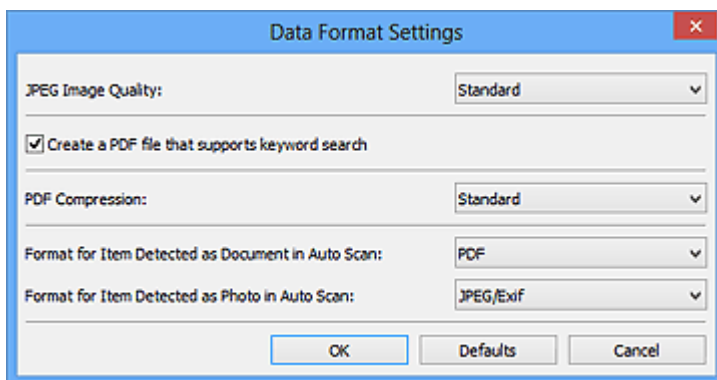 Data Format Settings
JPEG Image Quality: Standard
Create a PDF file that supports keyword search
PDF Compression: Standard
Format for Item Detected as Document in Auto Scan: PDF
Format for Item Detected as Photo in Auto Scan: JPEG/Exif
OK Defaults Cancel